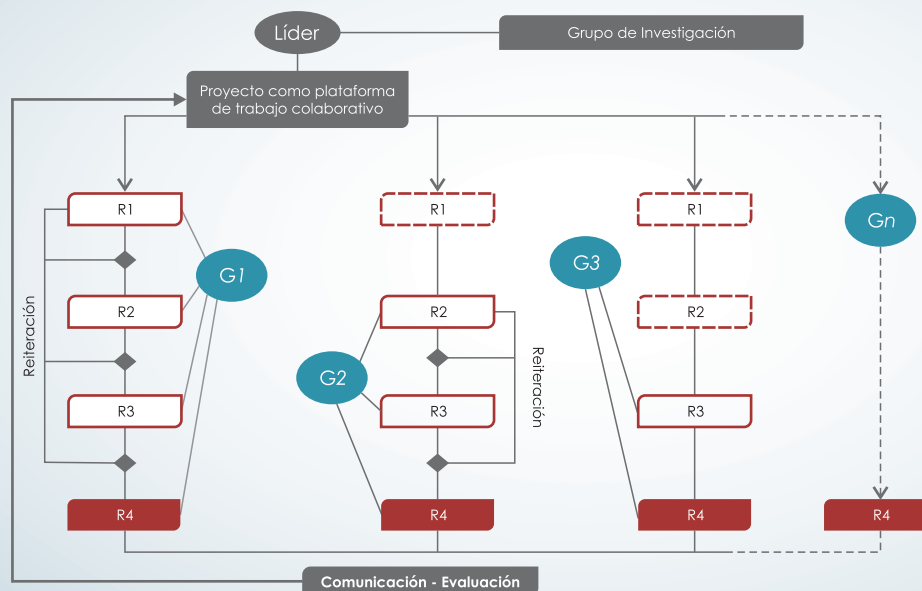 Líder
Grupo de Investigación
Proyecto como plataforma
de trabajo colaborativo
R1
R1
R1
Gn
G1
G3
Reiteración
R2
R2
R2
Reiteración
G2
R3
R3
R3
R4
R4
R4
R4
Comunicación - Evaluación